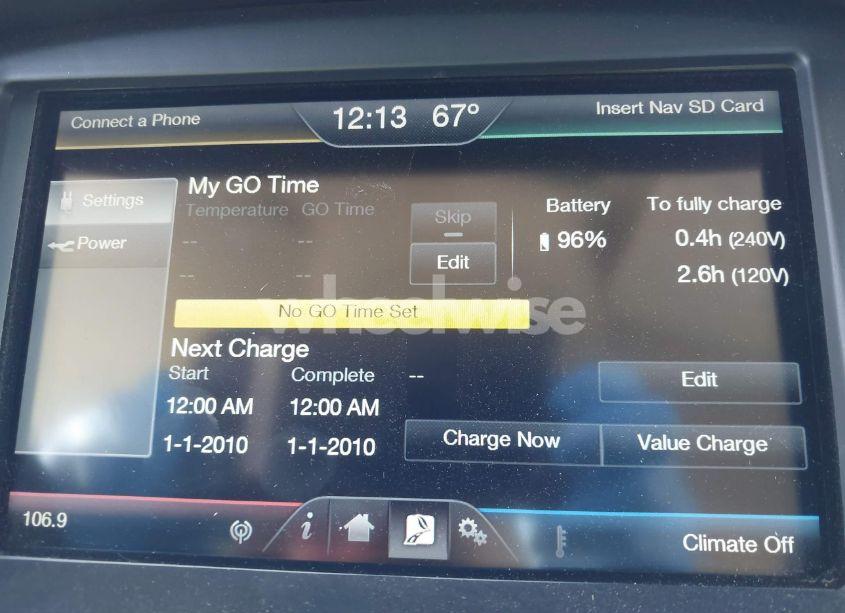 Connect a Phone
12:13 67°
Insert Nav SD Card
Settings
Power
My GO Time
Temperature GO Time
-- --
-- --
Skip
Edit
Battery
96%
To fully charge
0.4h (240V)
2.6h (120V)
No GO Time Set
wheelwise
Next Charge
Start Complete --
12:00 AM 12:00 AM
1-1-2010 1-1-2010
Edit
Charge Now
Value Charge
106.9
i
Climate Off